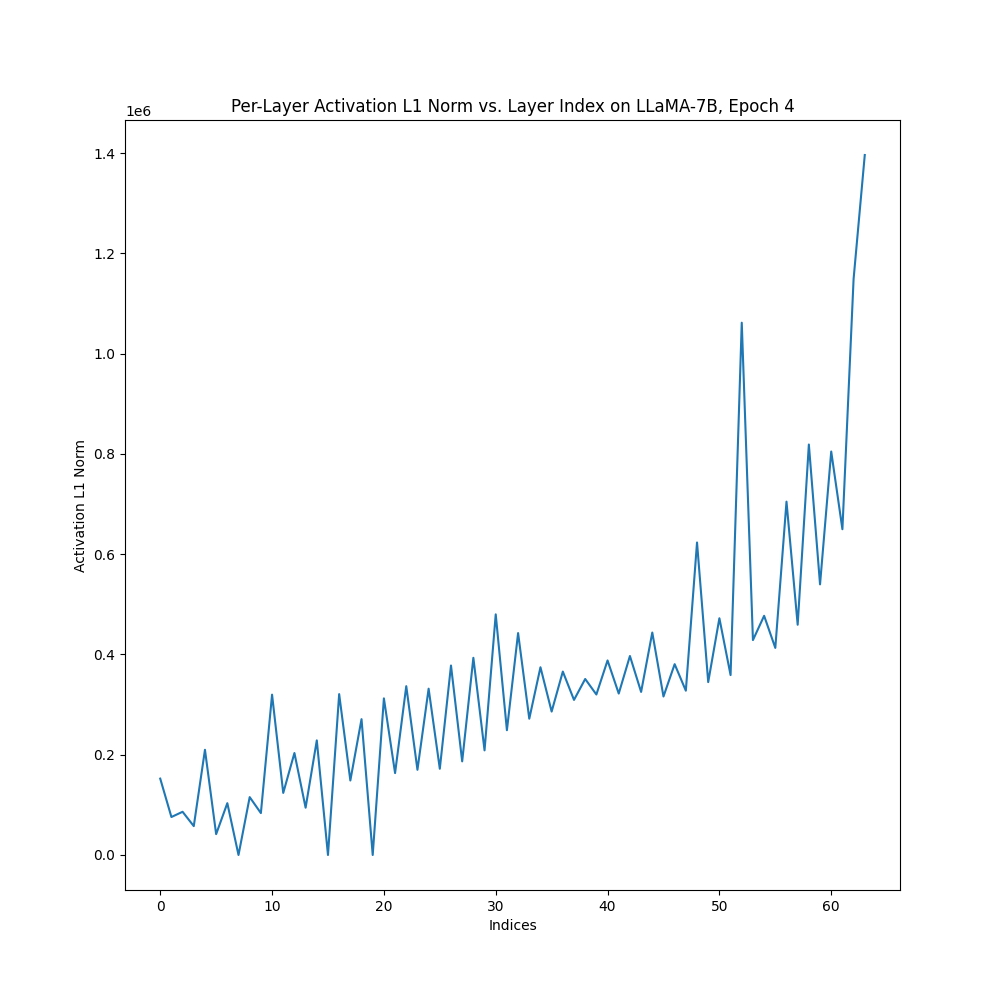 Per-Layer Activation L1 Norm vs. Layer Index on LLaMA-7B, Epoch 4
1e6
1.4
1.2
1.0
0.8
0.6
0.4
0.2
0.0
Activation L1 Norm
0 10 20 30 40 50 60
Indices